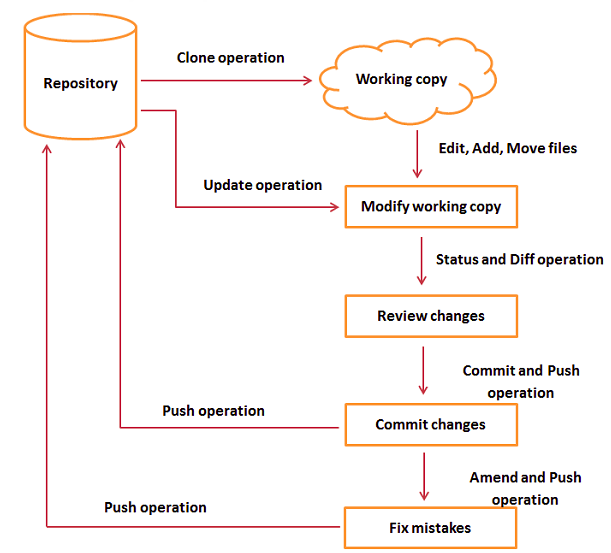 Clone operation
Repository
Working copy
Edit, Add, Move files
Update operation
Modify working copy
Status and Diff operation
Review changes
Commit and Push
operation
Push operation
Commit changes
Amend and Push
operation
Push operation
Fix mistakes